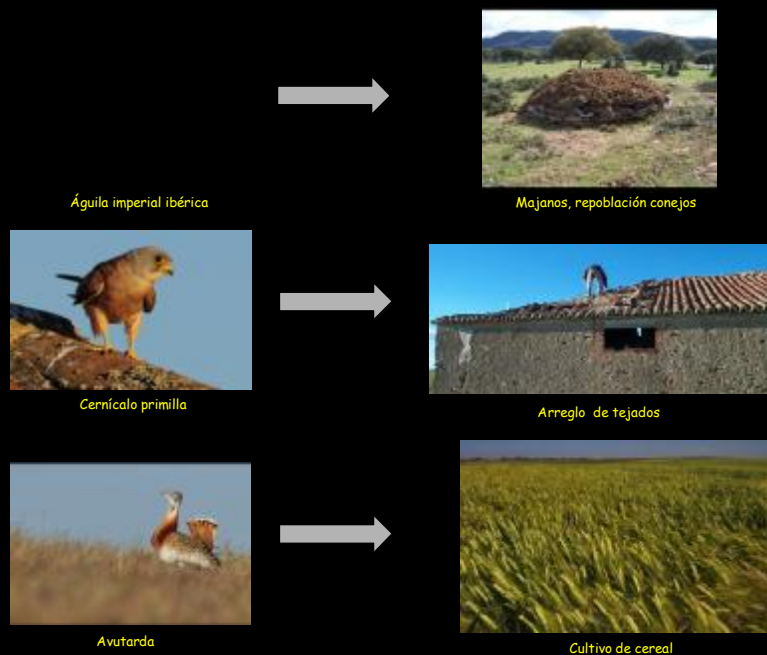 Águila imperial ibérica
Majanos, repoblación conejos
Cernícalo primilla
Arreglo de tejados
Avutarda
Cultivo de cereal